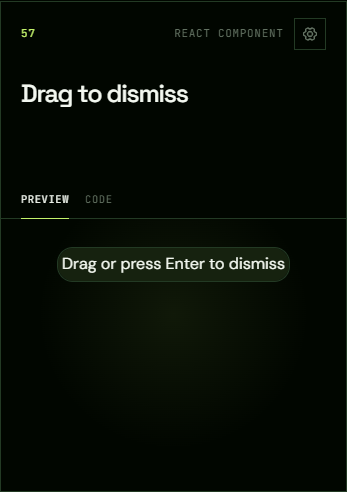 57
REACT COMPONENT
Drag to dismiss
PREVIEW CODE
Drag or press Enter to dismiss